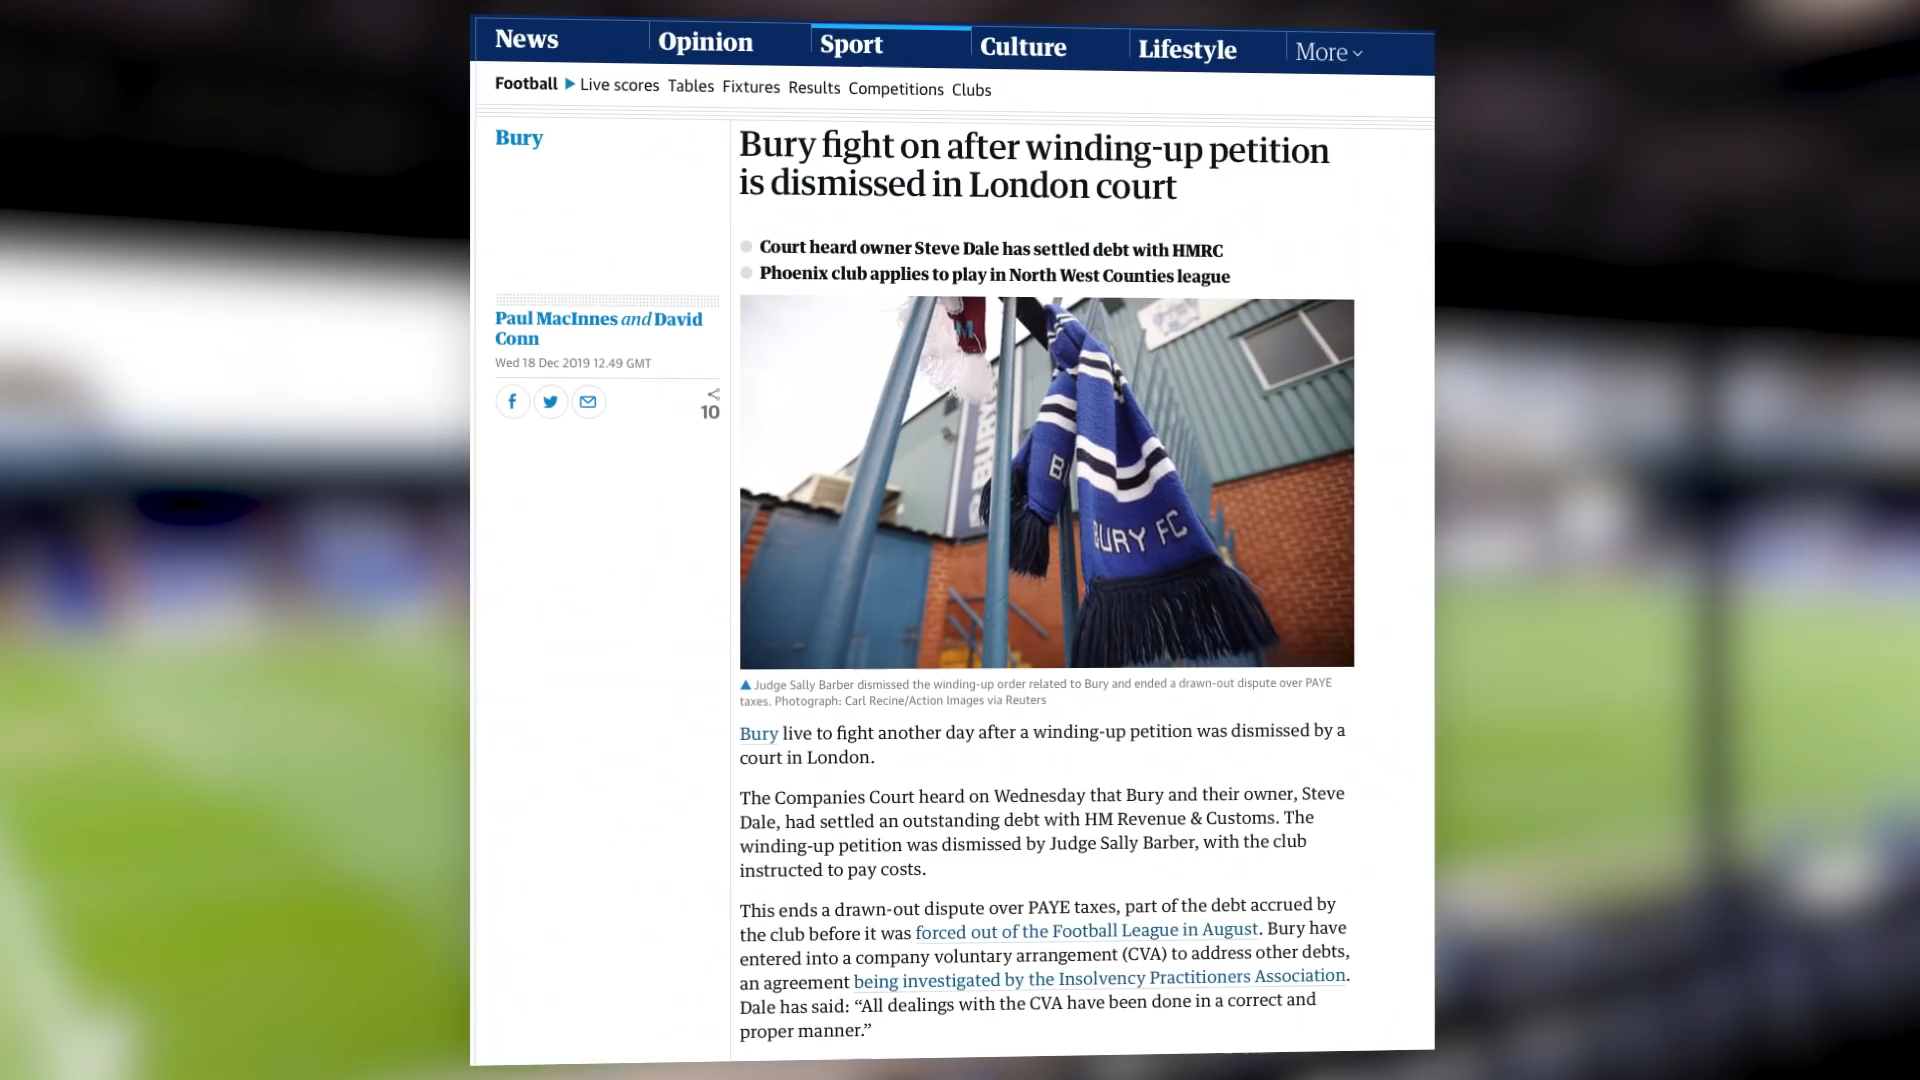 News
Opinion
Sport
Culture
Lifestyle
More
Football
Live scores
Tables
Fixtures
Results
Competitions
Clubs
Bury
Bury fight on after winding-up petition
is dismissed in London court
Court heard owner Steve Dale has settled debt with HMRC
Phoenix club applies to play in North West Counties league
Paul MacInnes and David
Conn
Wed 18 Dec 2019 12.49 GMT
10
M
BURY
B
BURY FC
Judge Sally Barber dismissed the winding-up order related to Bury and ended a drawn-out dispute over PAYE
taxes. Photograph: Carl Recine/Action Images via Reuters
Bury live to fight another day after a winding-up petition was dismissed by a
court in London.
The Companies Court heard on Wednesday that Bury and their owner, Steve
Dale, had settled an outstanding debt with HM Revenue & Customs. The
winding-up petition was dismissed by Judge Sally Barber, with the club
instructed to pay costs.
This ends a drawn-out dispute over PAYE taxes, part of the debt accrued by
the club before it was forced out of the Football League in August. Bury have
entered into a company voluntary arrangement (CVA) to address other debts,
an agreement being investigated by the Insolvency Practitioners Association.
Dale has said: “All dealings with the CVA have been done in a correct and
proper manner.”